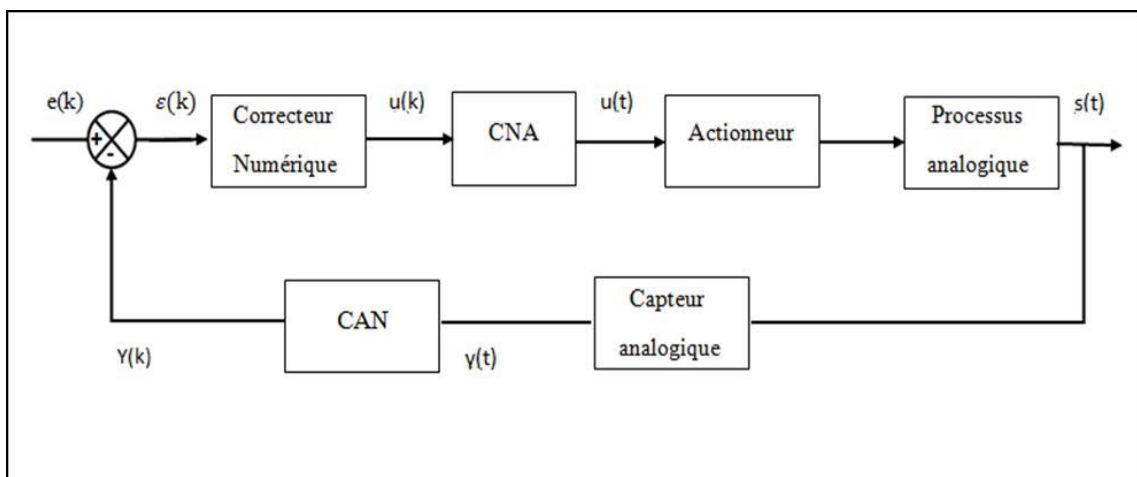 e(k)
ε(k)
Correcteur
Numérique
u(k)
CNA
u(t)
Actionneur
Processus
analogique
s(t)
+
-
CAN
Capteur
analogique
Y(k)
y(t)